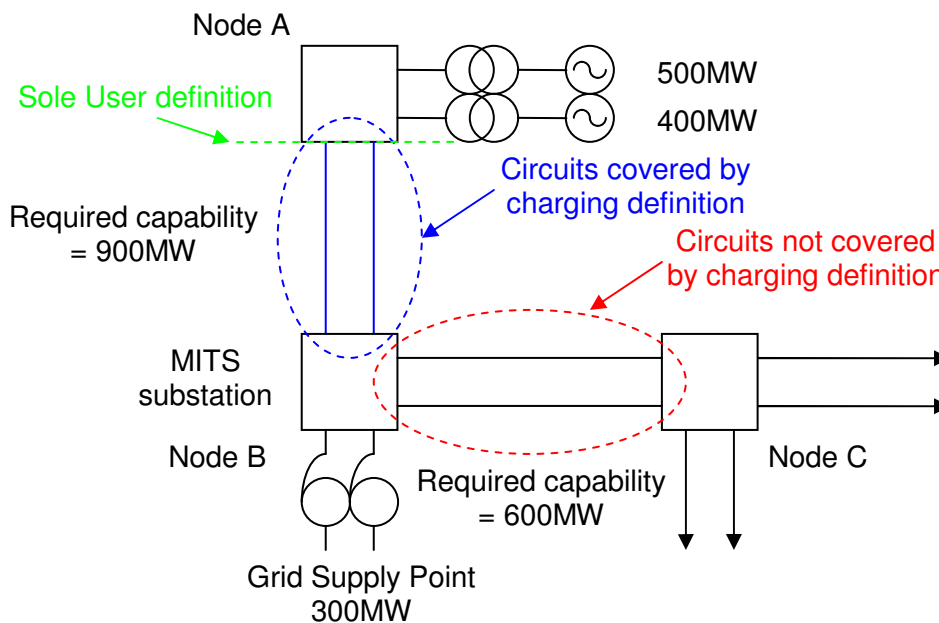 Node A
500MW
Sole User definition
400MW
Circuits covered by
charging definition
Required capability
= 900MW
Circuits not covered
by charging definition
MITS
substation
Node B
Node C
Required capability
= 600MW
Grid Supply Point
300MW